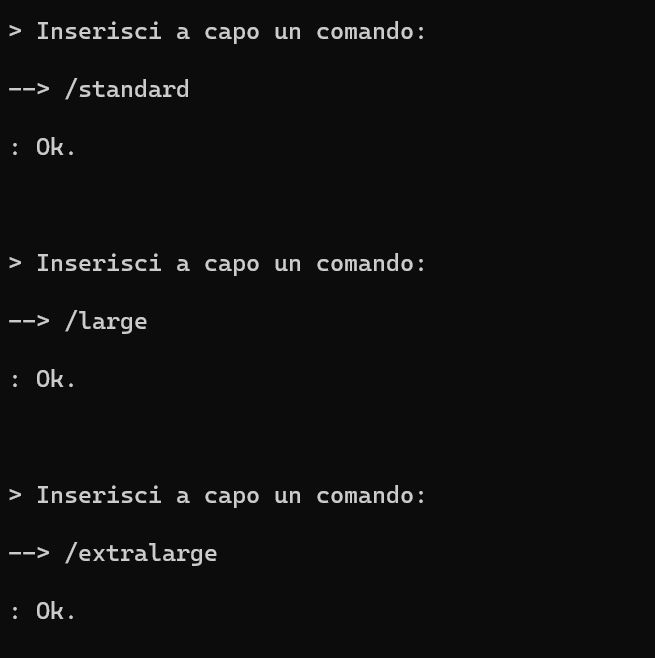 > Inserisci a capo un comando:
--> /standard
: Ok.
> Inserisci a capo un comando:
--> /large
: Ok.
> Inserisci a capo un comando:
--> /extralarge
: Ok.